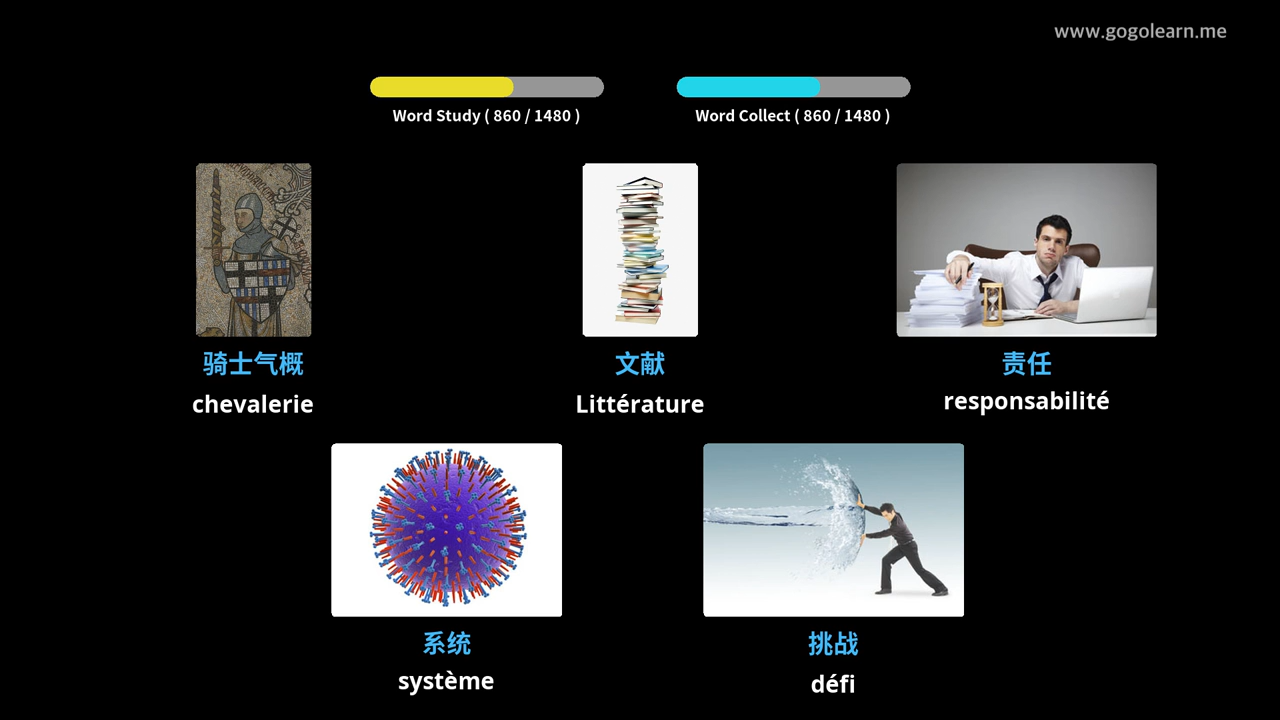 www.gogolearn.me
Word Study ( 860 / 1480 )
Word Collect ( 860 / 1480 )
骑士气概
文献
责任
chevalerie
Littérature
responsabilité
系统
挑战
système
défi